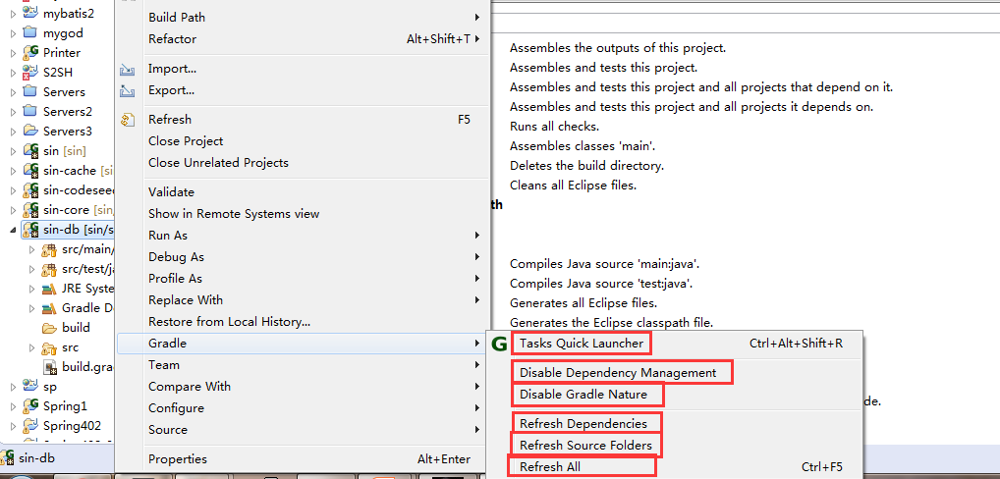 mybatis2
mygod
Printer
S2SH
Servers
Servers2
Servers3
sin [sin]
sin-cache [si
sin-codeseed
sin-core [sin,
sin-db [sin/s
src/main/
src/test/ja
JRE Syste
Gradle De
build
src
build.gra
sp
Spring1
Spring402
sin-db
Build Path
Refactor Alt+Shift+T
Import...
Export...
Refresh F5
Close Project
Close Unrelated Projects
Validate
Show in Remote Systems view
Run As
Debug As
Profile As
Replace With
Restore from Local History...
Gradle
Team
Compare With
Configure
Source
Properties Alt+Enter
Assembles the outputs of this project.
Assembles and tests this project.
Assembles and tests this project and all projects that depend on it.
Assembles and tests this project and all projects it depends on.
Runs all checks.
Assembles classes 'main'.
Deletes the build directory.
Cleans all Eclipse files.
th
Compiles Java source 'main:java'.
Compiles Java source 'test:java'.
Generates all Eclipse files.
Generates the Eclipse classpath file.
Tasks Quick Launcher Ctrl+Alt+Shift+R
Disable Dependency Management
Disable Gradle Nature
de.
Refresh Dependencies
Refresh Source Folders
Refresh All Ctrl+F5